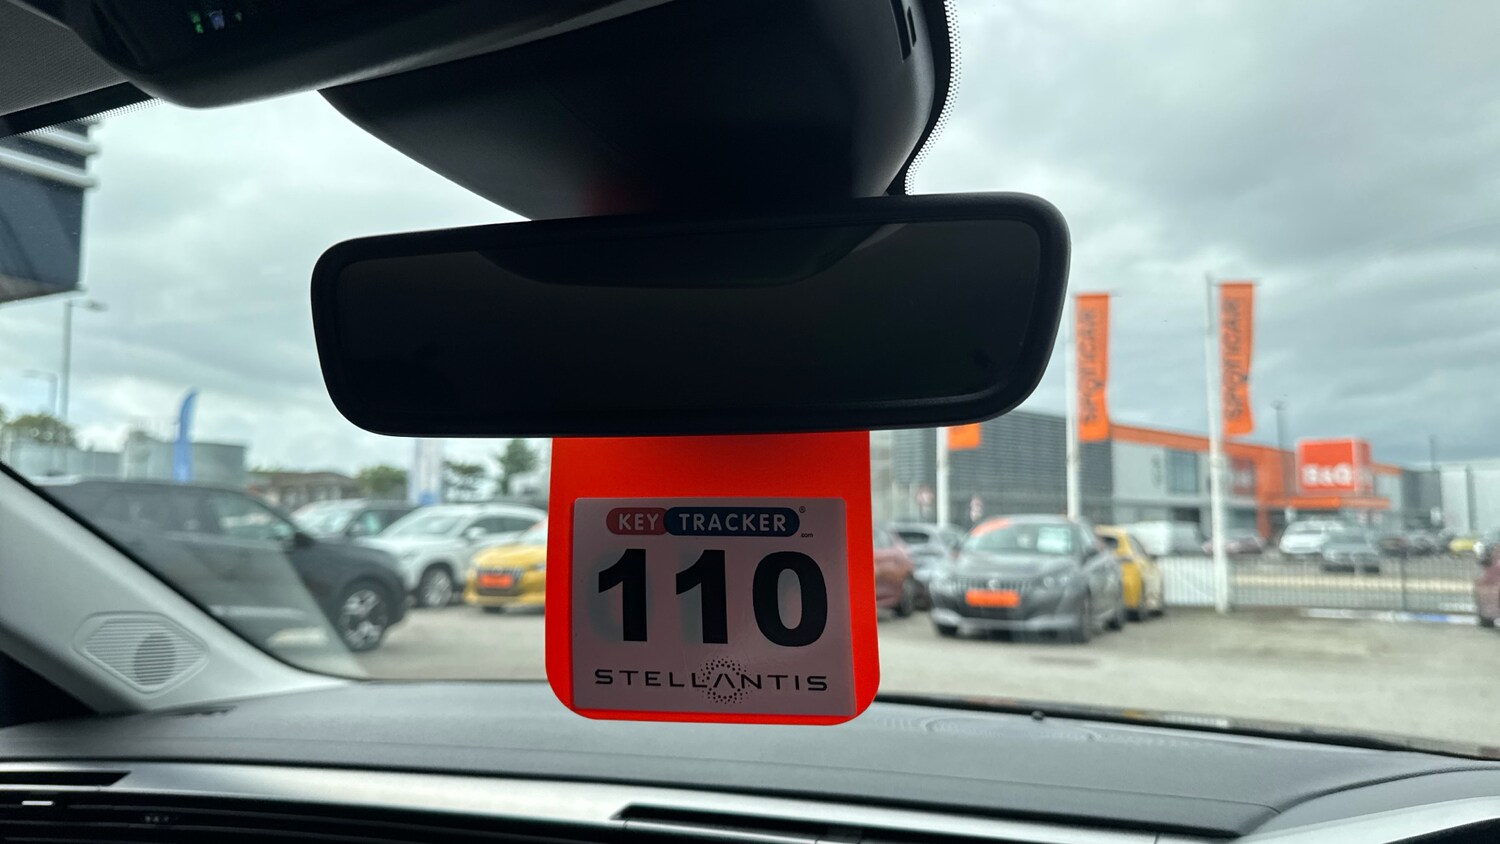 KEY TRACKER®
110
STELLANTIS
SPOTICAR
SPOTICAR
B&Q